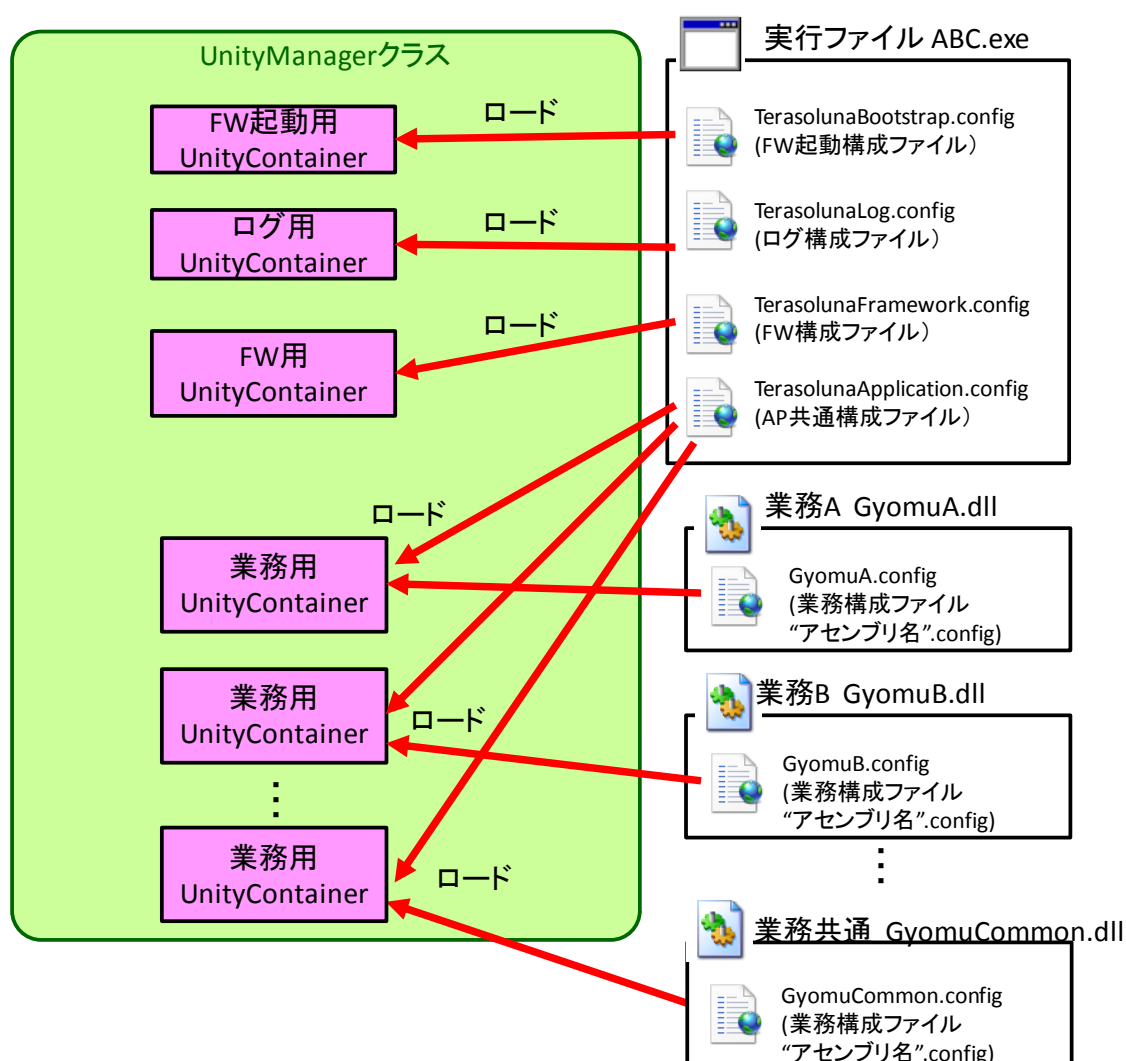 UnityManagerクラス
FW起動用
UnityContainer
ロード
ログ用
UnityContainer
ロード
FW用
UnityContainer
ロード
業務用
UnityContainer
ロード
業務用
UnityContainer
ロード
⋮
業務用
UnityContainer
ロード
実行ファイル ABC.exe
TerasolunaBootstrap.config
(FW起動構成ファイル）
TerasolunaLog.config
(ログ構成ファイル）
TerasolunaFramework.config
(FW構成ファイル）
TerasolunaApplication.config
(AP共通構成ファイル）
業務A GyomuA.dll
GyomuA.config
(業務構成ファイル
“アセンブリ名”.config)
業務B GyomuB.dll
GyomuB.config
(業務構成ファイル
“アセンブリ名”.config)
⋮
業務共通 GyomuCommon.dll
GyomuCommon.config
(業務構成ファイル
“アセンブリ名”.config)